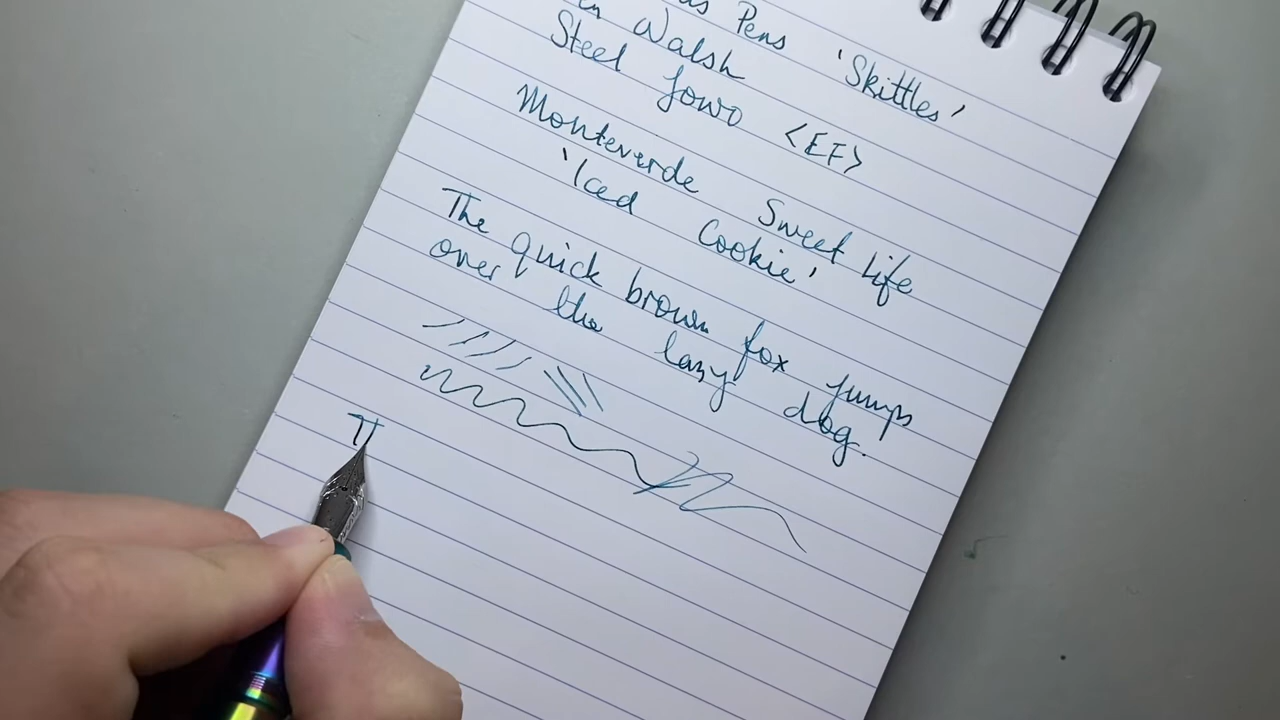 Pens 'Skittles'
in Walsh
Steel Jowo <EF>
Monteverde Sweet Life
'Iced Cookie'
The quick brown fox jumps
over the lazy dog.